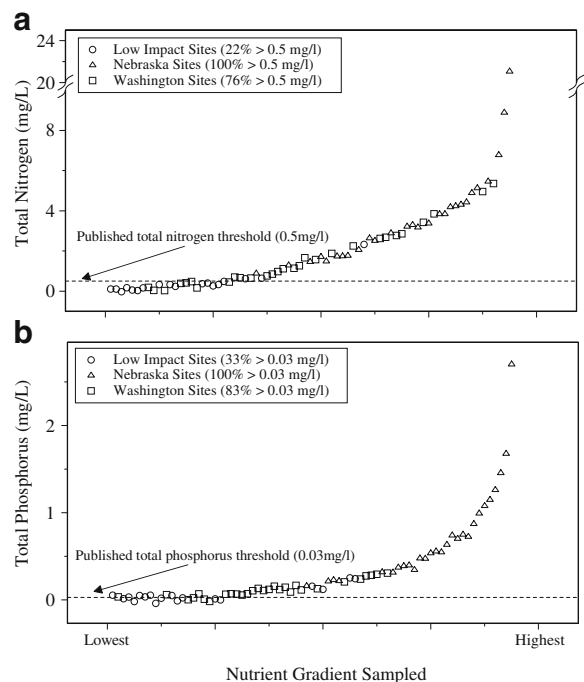 a
24
20
8
4
0
Total Nitrogen (mg/L)
Low Impact Sites (22% > 0.5 mg/l)
Nebraska Sites (100% > 0.5 mg/l)
Washington Sites (76% > 0.5 mg/l)
Published total nitrogen threshold (0.5mg/l)
b
2
1
0
Total Phosphorus (mg/L)
Low Impact Sites (33% > 0.03 mg/l)
Nebraska Sites (100% > 0.03 mg/l)
Washington Sites (83% > 0.03 mg/l)
Published total phosphorus threshold (0.03mg/l)
Lowest
Highest
Nutrient Gradient Sampled